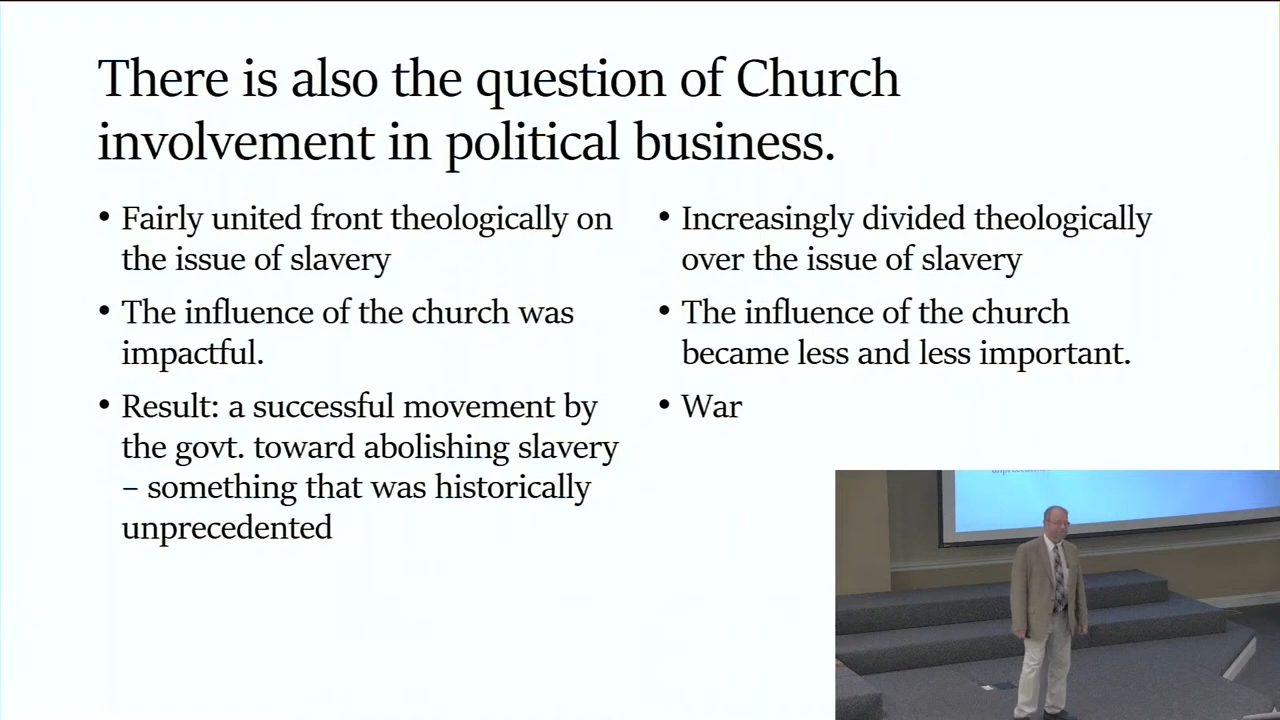 There is also the question of Church
involvement in political business.
• Fairly united front theologically on
the issue of slavery
• The influence of the church was
impactful.
• Result: a successful movement by
the govt. toward abolishing slavery
– something that was historically
unprecedented
• Increasingly divided theologically
over the issue of slavery
• The influence of the church
became less and less important.
• War